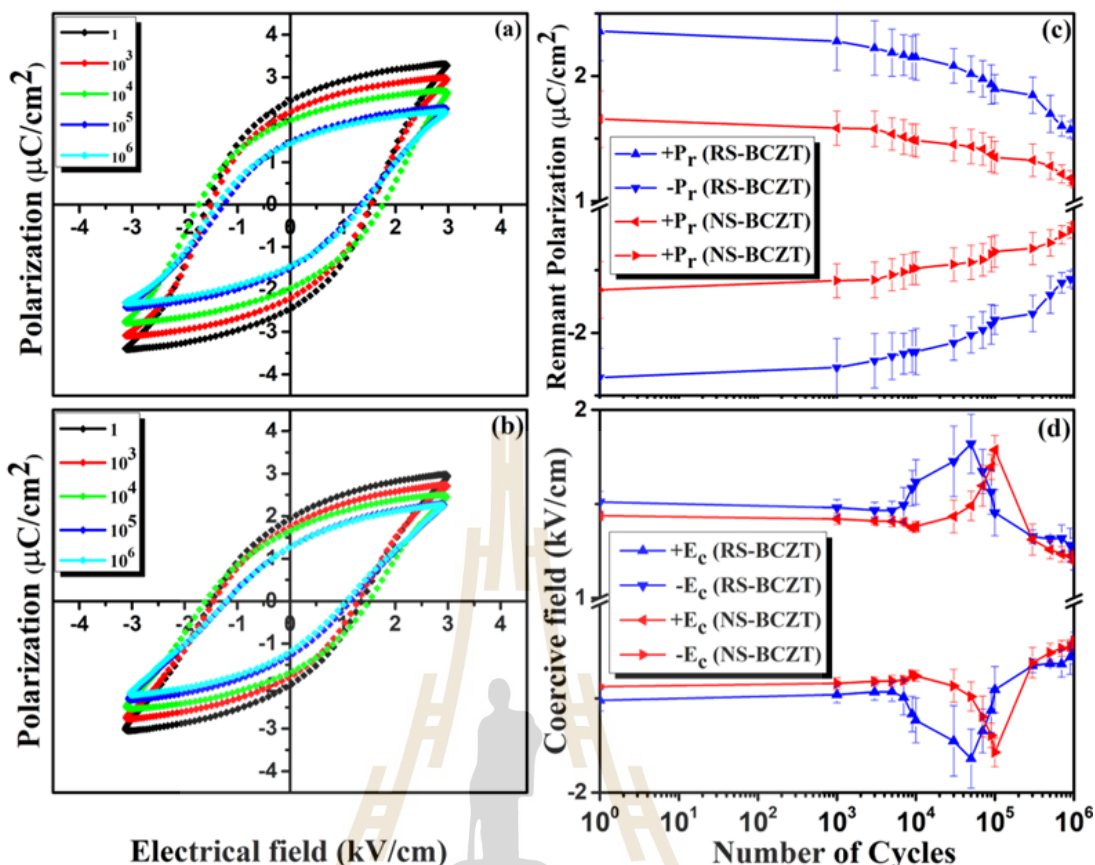 (a)
1
10³
10⁴
10⁵
10⁶
4
3
2
1
0
-1
-2
-3
-4
-4 -3 -2 -1 0 1 2 3 4
Polarization (μC/cm²)
(b)
1
10³
10⁴
10⁵
10⁶
4
3
2
1
0
-1
-2
-3
-4
-4 -3 -2 -1 0 1 2 3 4
Polarization (μC/cm²)
Electrical field (kV/cm)
(c)
2
1
-2
+Pr (RS-BCZT)
-Pr (RS-BCZT)
+Pr (NS-BCZT)
+Pr (NS-BCZT)
Remnant Polarization (μC/cm²)
(d)
2
1
-2
+Ec (RS-BCZT)
-Ec (RS-BCZT)
+Ec (NS-BCZT)
-Ec (NS-BCZT)
Coercive field (kV/cm)
10⁰ 10¹ 10² 10³ 10⁴ 10⁵ 10⁶
Number of Cycles